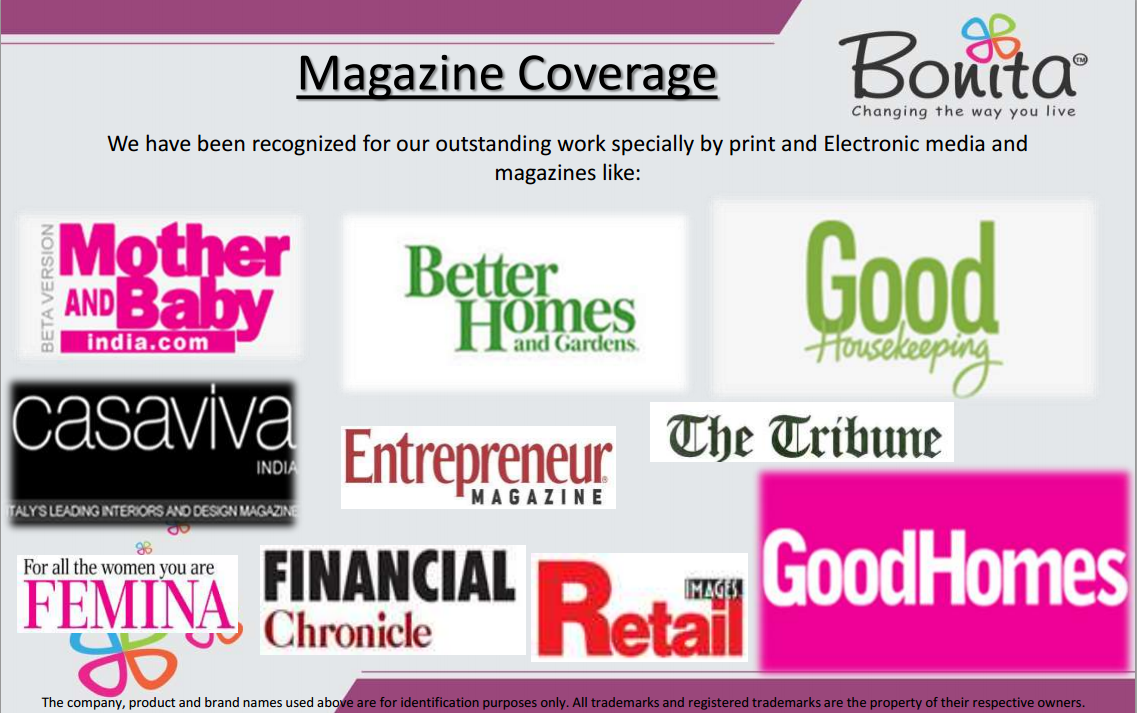 Magazine Coverage
Bonita™
Changing the way you live
We have been recognized for our outstanding work specially by print and Electronic media and
magazines like:
BETA VERSION
Mother
AND Baby
india.com
Better
Homes
and Gardens.
Good
Housekeeping
casaviva
INDIA
ITALY'S LEADING INTERIORS AND DESIGN MAGAZINE
Entrepreneur®
MAGAZINE
The Tribune
For all the women you are
FEMINA
FINANCIAL
Chronicle
IMAGES
Retail
GoodHomes
The company, product and brand names used above are for identification purposes only. All trademarks and registered trademarks are the property of their respective owners.